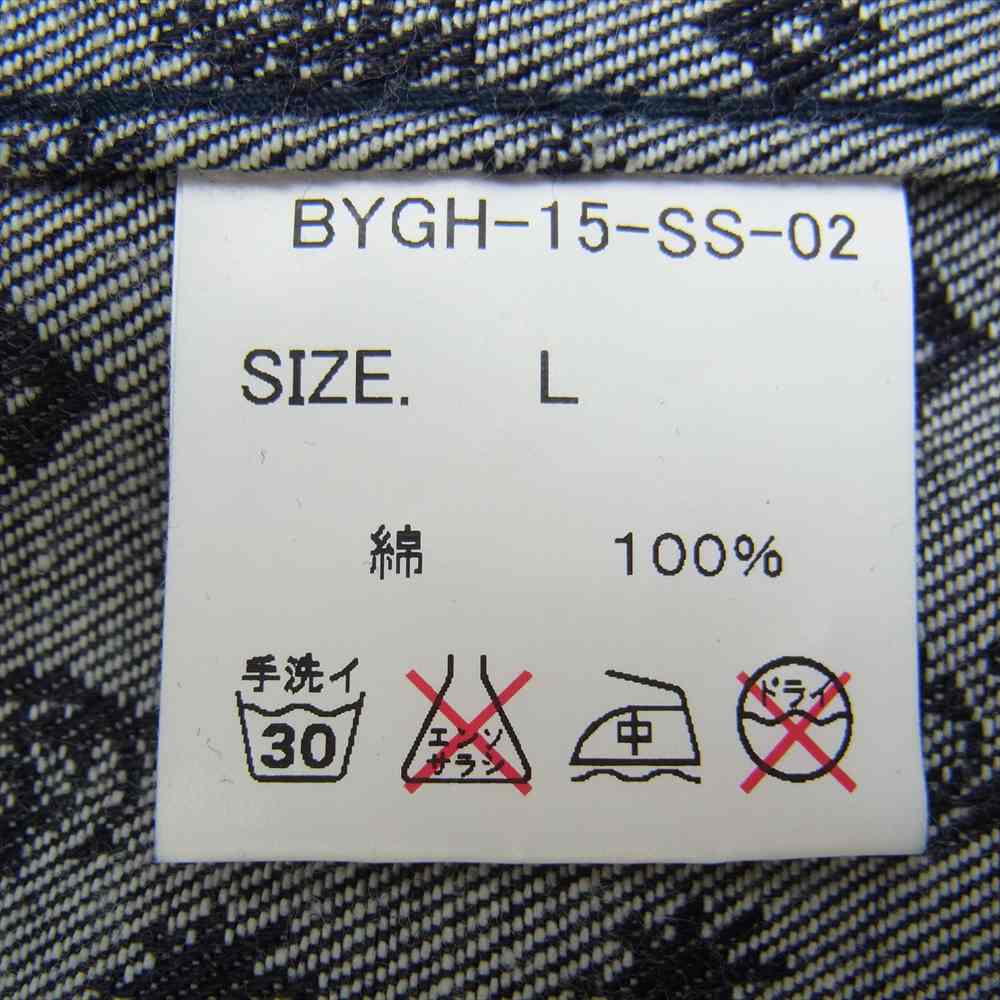 BYGH-15-SS-02
SIZE. L
綿 100%
手洗イ
30
エンソ
サラシ
中
ドライ